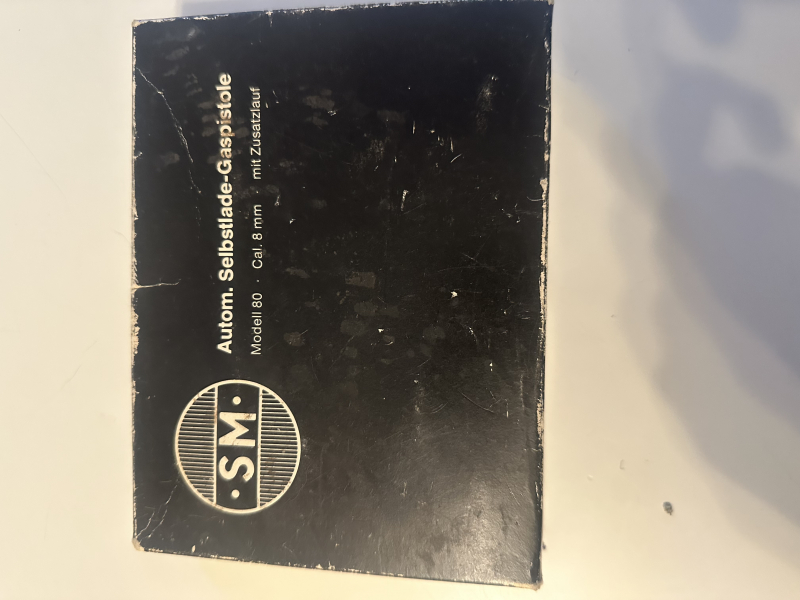 · SM ·
Autom. Selbstlade-Gaspistole
Modell 80 · Cal. 8 mm · mit Zusatzlauf